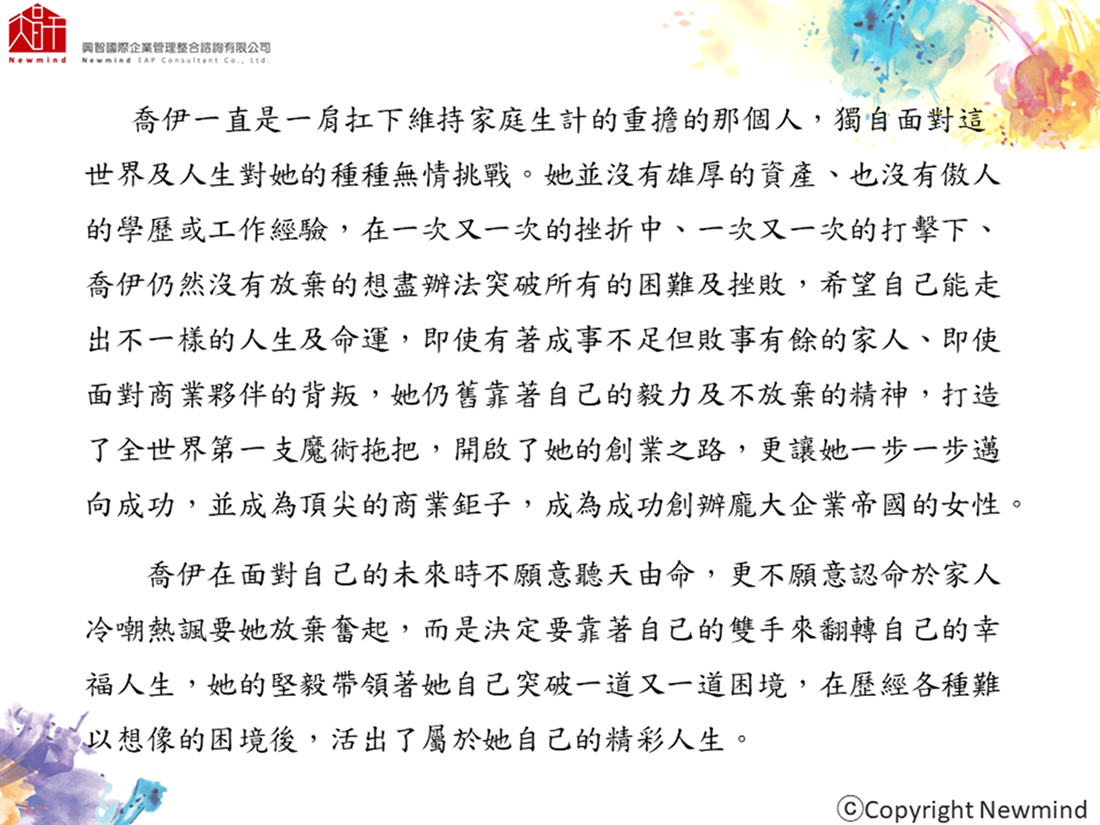 興智國際企業管理整合諮詢有限公司
Newmind
Newmind EAP Consultant Co., Ltd.
喬伊一直是一肩扛下維持家庭生計的重擔的那個人，獨自面對這
世界及人生對她的種種無情挑戰。她並沒有雄厚的資產、也沒有傲人
的學歷或工作經驗，在一次又一次的挫折中、一次又一次的打擊下、
喬伊仍然沒有放棄的想盡辦法突破所有的困難及挫敗，希望自己能走
出不一樣的人生及命運，即使有著成事不足但敗事有餘的家人、即使
面對商業夥伴的背叛，她仍舊靠著自己的毅力及不放棄的精神，打造
了全世界第一支魔術拖把，開啟了她的創業之路，更讓她一步一步邁
向成功，並成為頂尖的商業鉅子，成為成功創辦龐大企業帝國的女性。
喬伊在面對自己的未來時不願意聽天由命，更不願意認命於家人
冷嘲熱諷要她放棄奮起，而是決定要靠著自己的雙手來翻轉自己的幸
福人生，她的堅毅帶領著她自己突破一道又一道困境，在歷經各種難
以想像的困境後，活出了屬於她自己的精彩人生。
ⓒCopyright Newmind